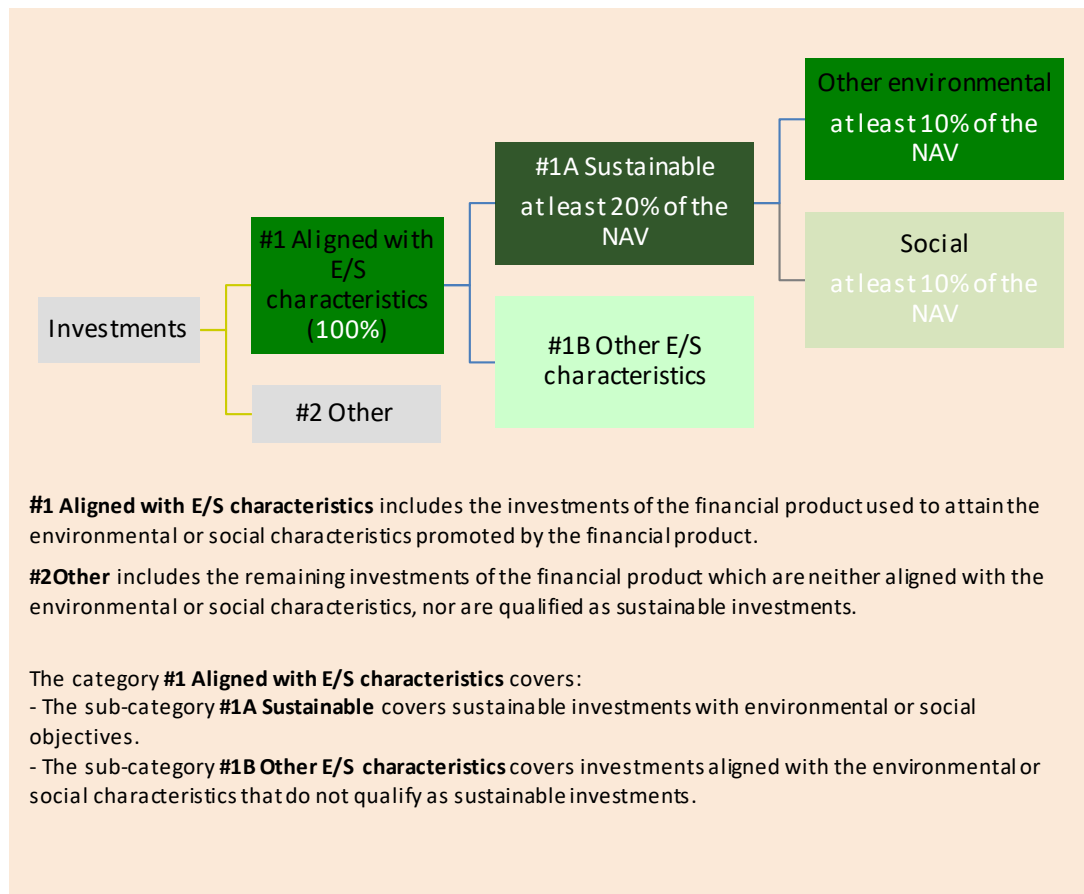 Other environmental
at least 10% of the
NAV
#1A Sustainable
at least 20% of the
NAV
#1 Aligned with
E/S
characteristics
(100%)
Social
at least 10% of the
NAV
Investments
#1B Other E/S
characteristics
#2 Other
#1 Aligned with E/S characteristics includes the investments of the financial product used to attain the
environmental or social characteristics promoted by the financial product.
#2Other includes the remaining investments of the financial product which are neither aligned with the
environmental or social characteristics, nor are qualified as sustainable investments.
The category #1 Aligned with E/S characteristics covers:
- The sub-category #1A Sustainable covers sustainable investments with environmental or social
objectives.
- The sub-category #1B Other E/S characteristics covers investments aligned with the environmental or
social characteristics that do not qualify as sustainable investments.